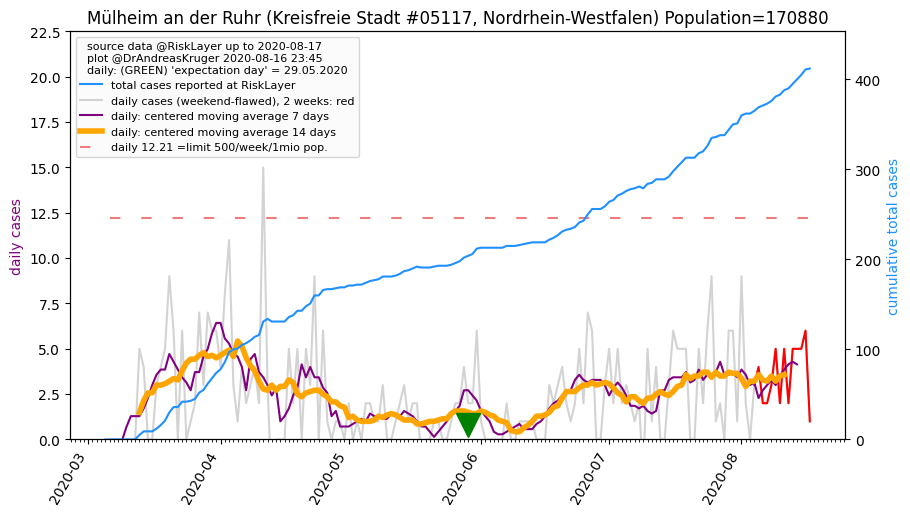 Mülheim an der Ruhr (Kreisfreie Stadt #05117, Nordrhein-Westfalen) Population=170880
source data @RiskLayer up to 2020-08-17
plot @DrAndreasKruger 2020-08-16 23:45
daily: (GREEN) 'expectation day' = 29.05.2020
total cases reported at RiskLayer
daily cases (weekend-flawed), 2 weeks: red
daily: centered moving average 7 days
daily: centered moving average 14 days
daily 12.21 =limit 500/week/1mio pop.
daily cases
22.5
20.0
17.5
15.0
12.5
10.0
7.5
5.0
2.5
0.0
400
300
200
100
0
cumulative total cases
2020-03
2020-04
2020-05
2020-06
2020-07
2020-08